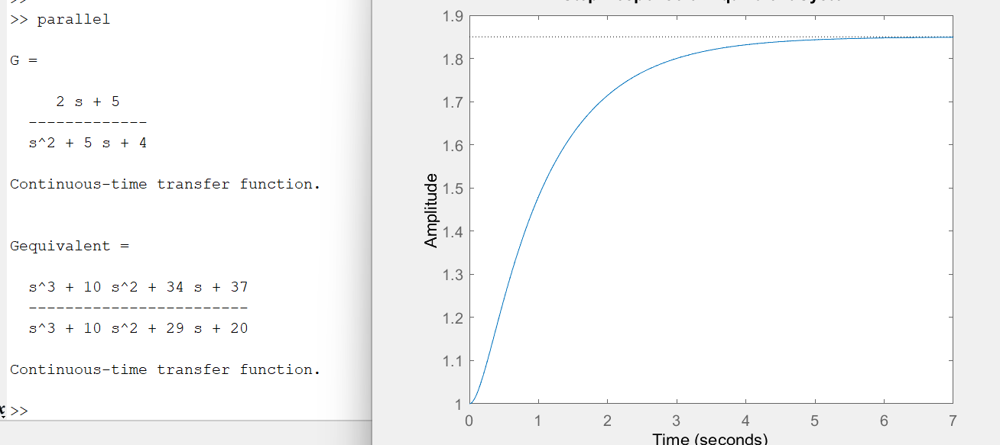 >>
>> parallel
G =
2 s + 5
-------------
s^2 + 5 s + 4
Continuous-time transfer function.
Gequivalent =
s^3 + 10 s^2 + 34 s + 37
------------------------
s^3 + 10 s^2 + 29 s + 20
Continuous-time transfer function.
>>
1.9
1.8
1.7
1.6
1.5
1.4
1.3
1.2
1.1
1
Amplitude
0 1 2 3 4 5 6 7
Time (seconds)